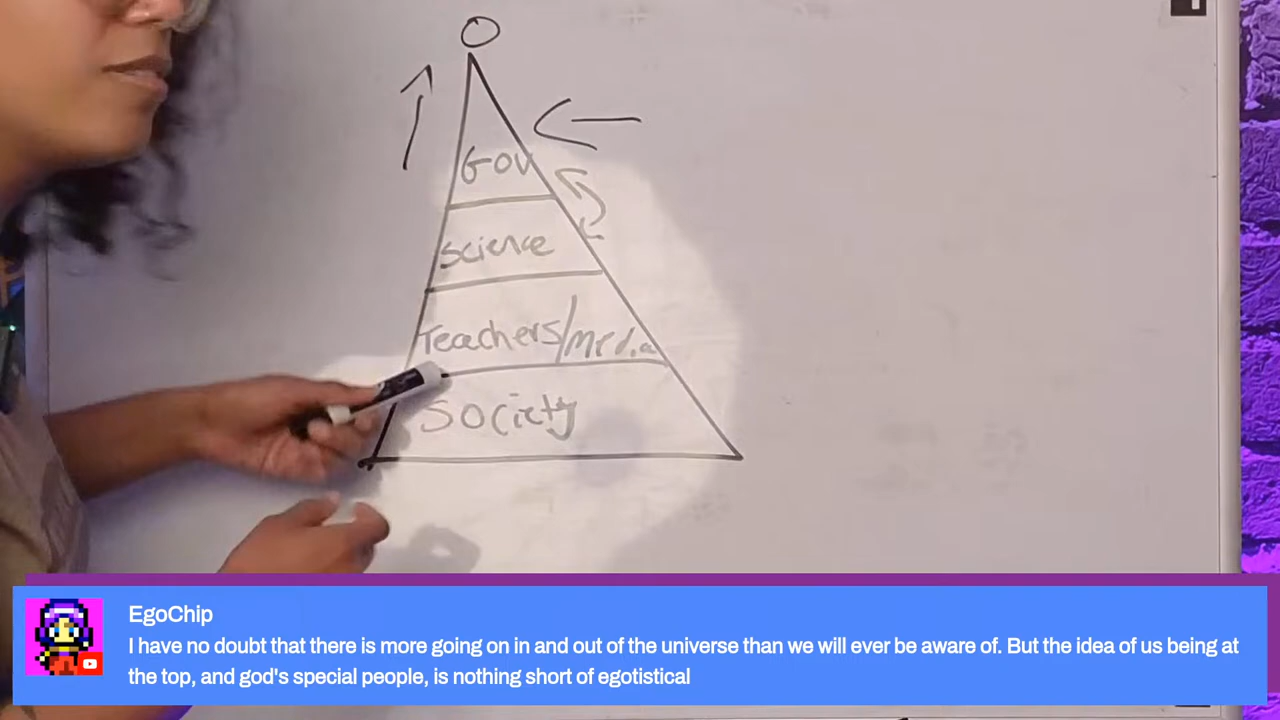 O
Gov
Science
Teachers/Media
Society
EgoChip
I have no doubt that there is more going on in and out of the universe than we will ever be aware of. But the idea of us being at
the top, and god's special people, is nothing short of egotistical